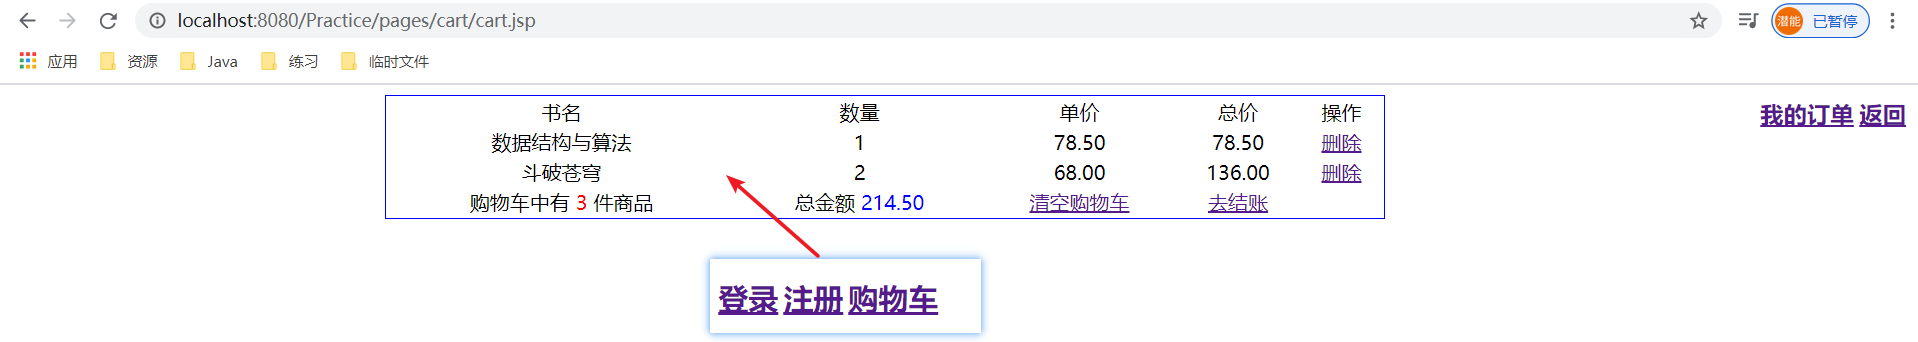 localhost:8080/Practice/pages/cart/cart.jsp
潜能 已暂停
应用 资源 Java 练习 临时文件
书名 数量 单价 总价 操作
我的订单 返回
数据结构与算法 1 78.50 78.50 删除
斗破苍穹 2 68.00 136.00 删除
购物车中有 3 件商品 总金额 214.50 清空购物车 去结账
登录 注册 购物车